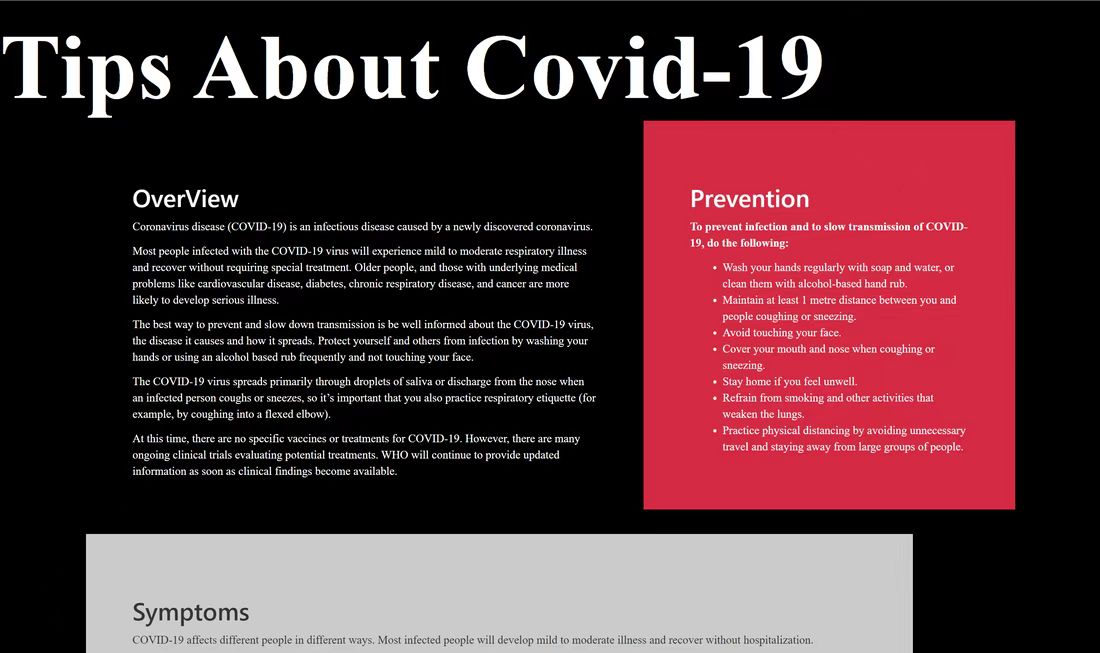 Tips About Covid-19
OverView
Coronavirus disease (COVID-19) is an infectious disease caused by a newly discovered coronavirus.
Most people infected with the COVID-19 virus will experience mild to moderate respiratory illness
and recover without requiring special treatment. Older people, and those with underlying medical
problems like cardiovascular disease, diabetes, chronic respiratory disease, and cancer are more
likely to develop serious illness.
The best way to prevent and slow down transmission is be well informed about the COVID-19 virus,
the disease it causes and how it spreads. Protect yourself and others from infection by washing your
hands or using an alcohol based rub frequently and not touching your face.
The COVID-19 virus spreads primarily through droplets of saliva or discharge from the nose when
an infected person coughs or sneezes, so it’s important that you also practice respiratory etiquette (for
example, by coughing into a flexed elbow).
At this time, there are no specific vaccines or treatments for COVID-19. However, there are many
ongoing clinical trials evaluating potential treatments. WHO will continue to provide updated
information as soon as clinical findings become available.
Prevention
To prevent infection and to slow transmission of COVID-
19, do the following:
• Wash your hands regularly with soap and water, or
clean them with alcohol-based hand rub.
• Maintain at least 1 metre distance between you and
people coughing or sneezing.
• Avoid touching your face.
• Cover your mouth and nose when coughing or
sneezing.
• Stay home if you feel unwell.
• Refrain from smoking and other activities that
weaken the lungs.
• Practice physical distancing by avoiding unnecessary
travel and staying away from large groups of people.
Symptoms
COVID-19 affects different people in different ways. Most infected people will develop mild to moderate illness and recover without hospitalization.